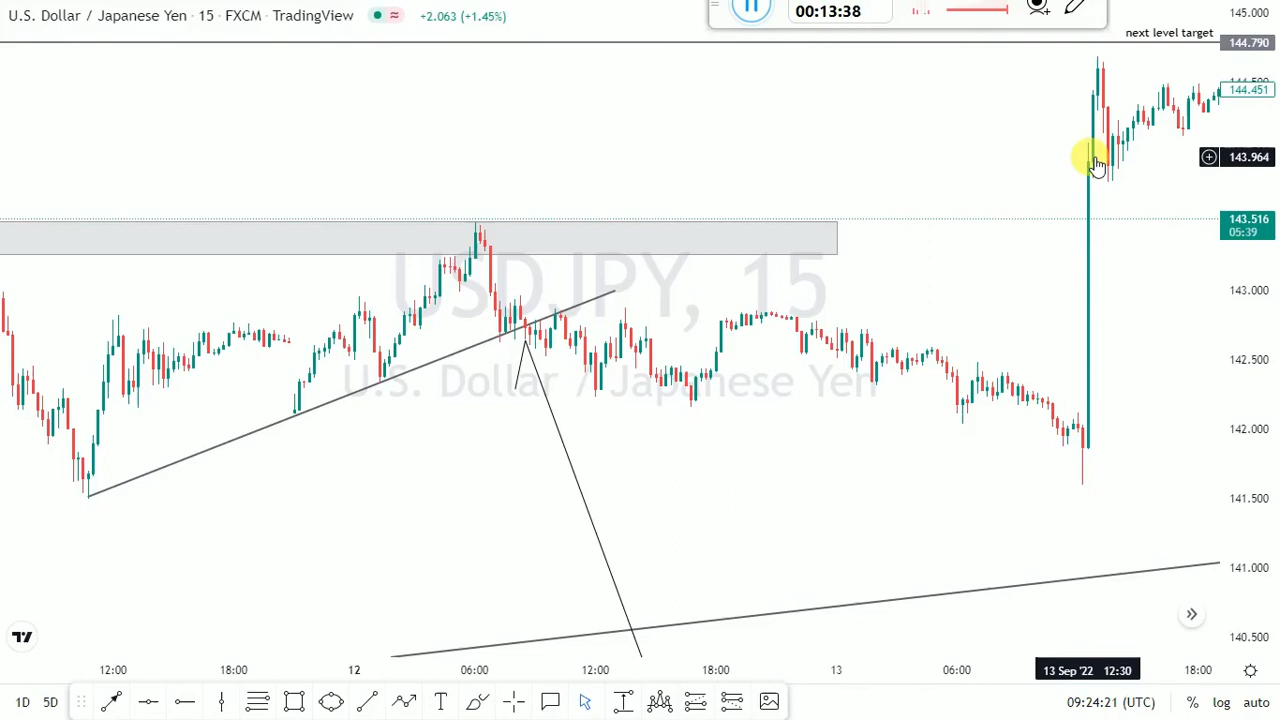 U.S. Dollar / Japanese Yen · 15 · FXCM · TradingView
+2.063 (+1.45%)
00:13:38
145.000
next level target
144.790
144.451
143.964
143.516
05:39
USDJPY, 15
U.S. Dollar / Japanese Yen
143.000
142.500
142.000
141.500
141.000
140.500
12:00 18:00 12 06:00 12:00 18:00 13 06:00 13 Sep '22 12:30 18:00
1D 5D
T
09:24:21 (UTC)
% log auto